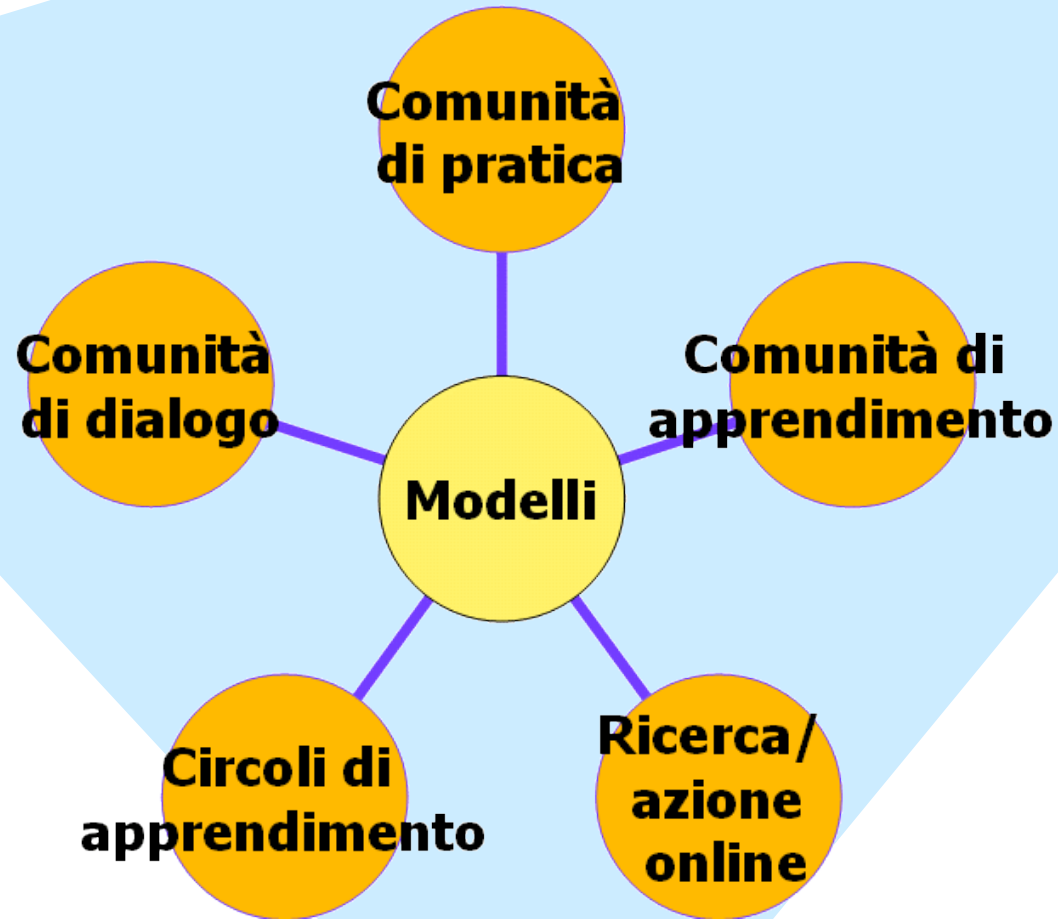 Comunità
di pratica
Comunità
di dialogo
Comunità di
apprendimento
Modelli
Circoli di
apprendimento
Ricerca/
azione
online